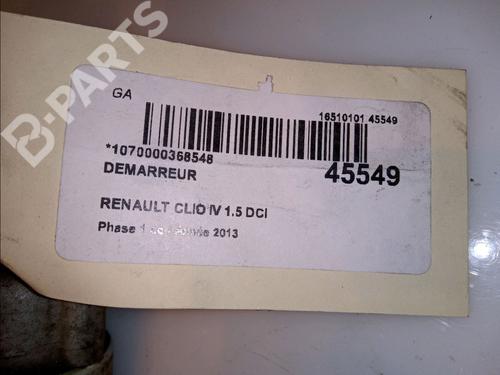 B-PARTS
GA
16510101 45549
*1070000368548
DEMARREUR
45549
RENAULT CLIO IV 1.5 DCI
Phase 1 2013